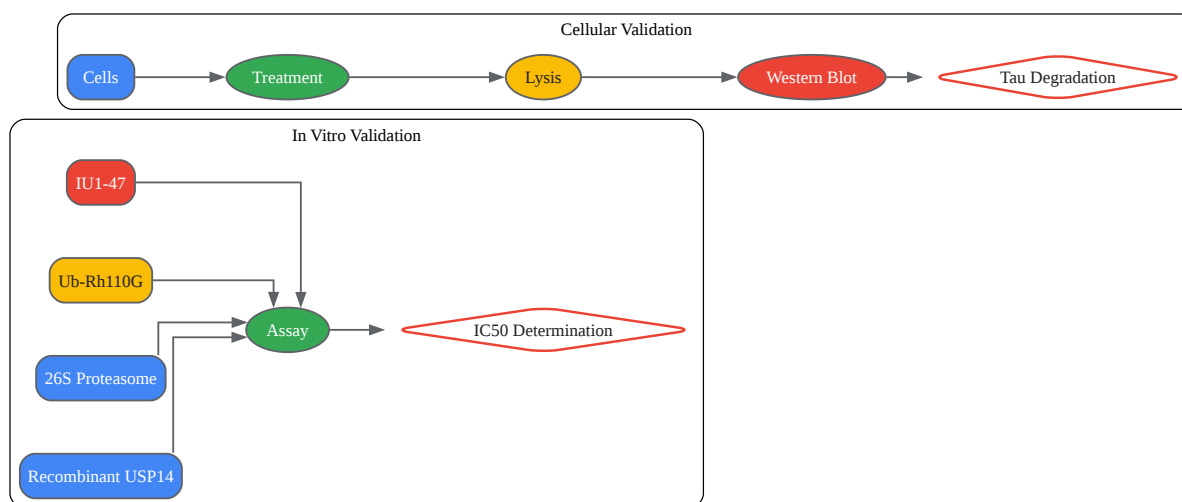 Cellular Validation
Cells
Treatment
Lysis
Western Blot
Tau Degradation
In Vitro Validation
IU1-47
Ub-Rh110G
Assay
IC50 Determination
26S Proteasome
Recombinant USP14